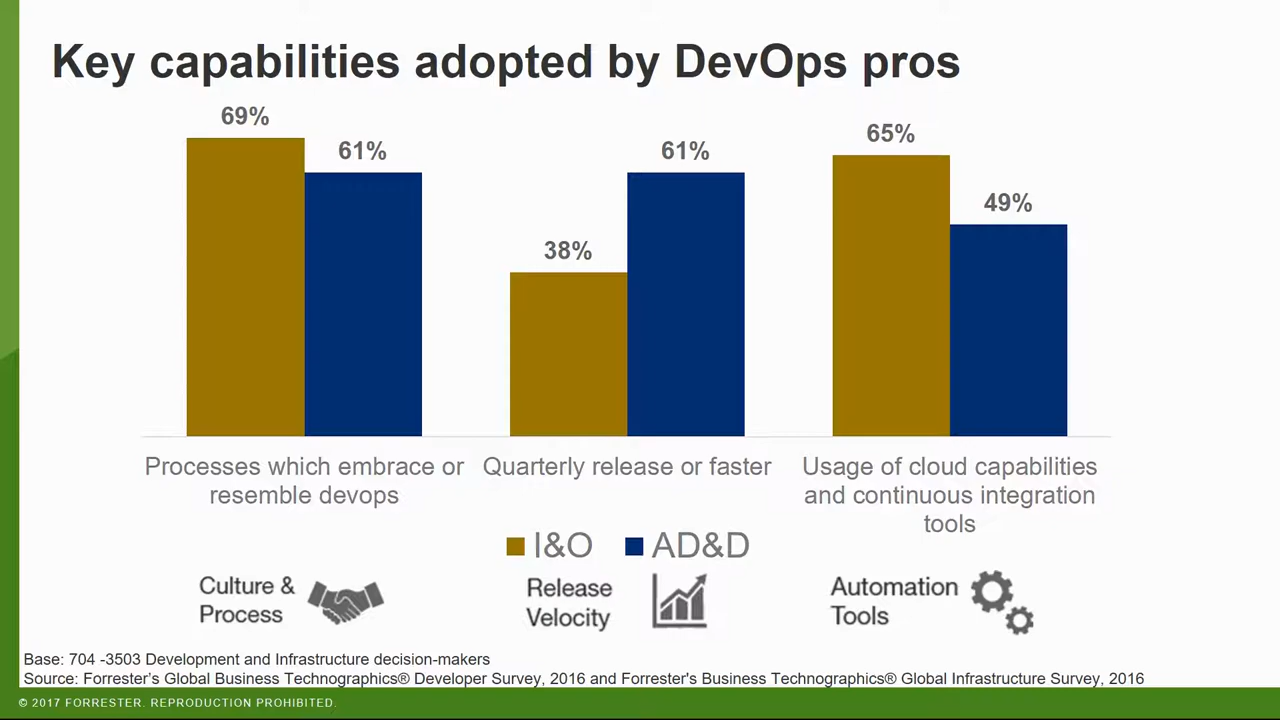 Key capabilities adopted by DevOps pros
69%
61%
61%
38%
65%
49%
Processes which embrace or
resemble devops
Quarterly release or faster
Usage of cloud capabilities
and continuous integration
tools
I&O
AD&D
Culture &
Process
Release
Velocity
Automation
Tools
Base: 704 -3503 Development and Infrastructure decision-makers
Source: Forrester's Global Business Technographics® Developer Survey, 2016 and Forrester's Business Technographics® Global Infrastructure Survey, 2016
© 2017 FORRESTER. REPRODUCTION PROHIBITED.